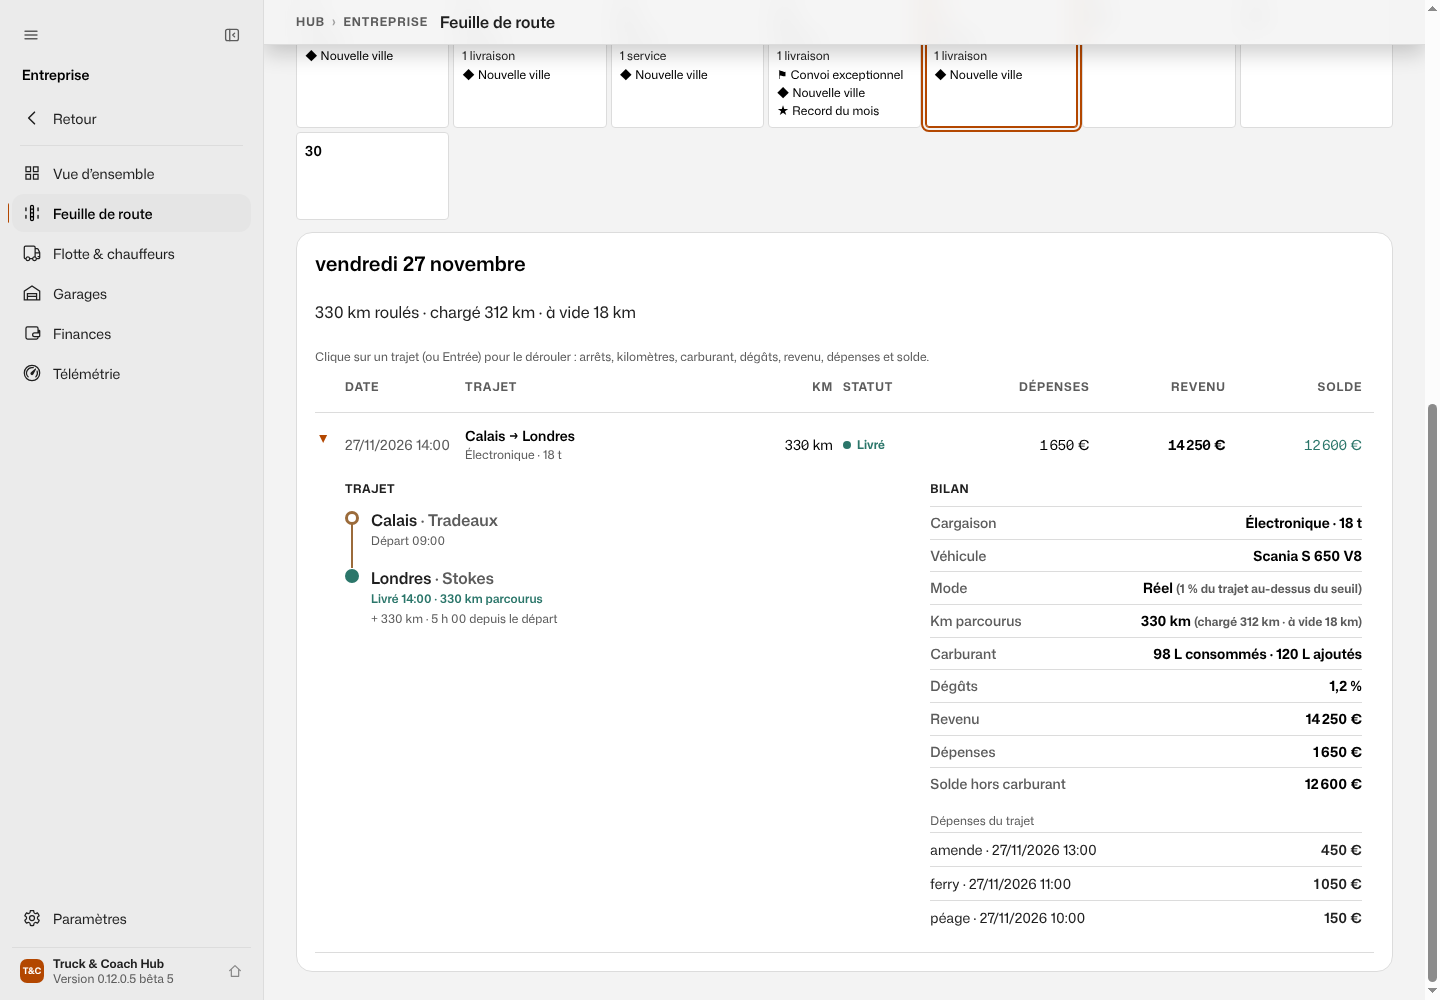 HUB › ENTREPRISE Feuille de route
Entreprise
Retour
Vue d’ensemble
Feuille de route
Flotte & chauffeurs
Garages
Finances
Télémétrie
Paramètres
T&C
Truck & Coach Hub
Version 0.12.0.5 bêta 5
◆ Nouvelle ville
1 livraison
◆ Nouvelle ville
1 service
◆ Nouvelle ville
1 livraison
⚑ Convoi exceptionnel
◆ Nouvelle ville
★ Record du mois
1 livraison
◆ Nouvelle ville
30
vendredi 27 novembre
330 km roulés · chargé 312 km · à vide 18 km
Clique sur un trajet (ou Entrée) pour le dérouler : arrêts, kilomètres, carburant, dégâts, revenu, dépenses et solde.
DATE TRAJET KM STATUT DÉPENSES REVENU SOLDE
▼ 27/11/2026 14:00 Calais → Londres 330 km ● Livré 1 650 € 14 250 € 12 600 €
Électronique · 18 t
TRAJET
Calais · Tradeaux
Départ 09:00
Londres · Stokes
Livré 14:00 · 330 km parcourus
+ 330 km · 5 h 00 depuis le départ
BILAN
Cargaison Électronique · 18 t
Véhicule Scania S 650 V8
Mode Réel (1 % du trajet au-dessus du seuil)
Km parcourus 330 km (chargé 312 km · à vide 18 km)
Carburant 98 L consommés · 120 L ajoutés
Dégâts 1,2 %
Revenu 14 250 €
Dépenses 1 650 €
Solde hors carburant 12 600 €
Dépenses du trajet
amende · 27/11/2026 13:00 450 €
ferry · 27/11/2026 11:00 1 050 €
péage · 27/11/2026 10:00 150 €